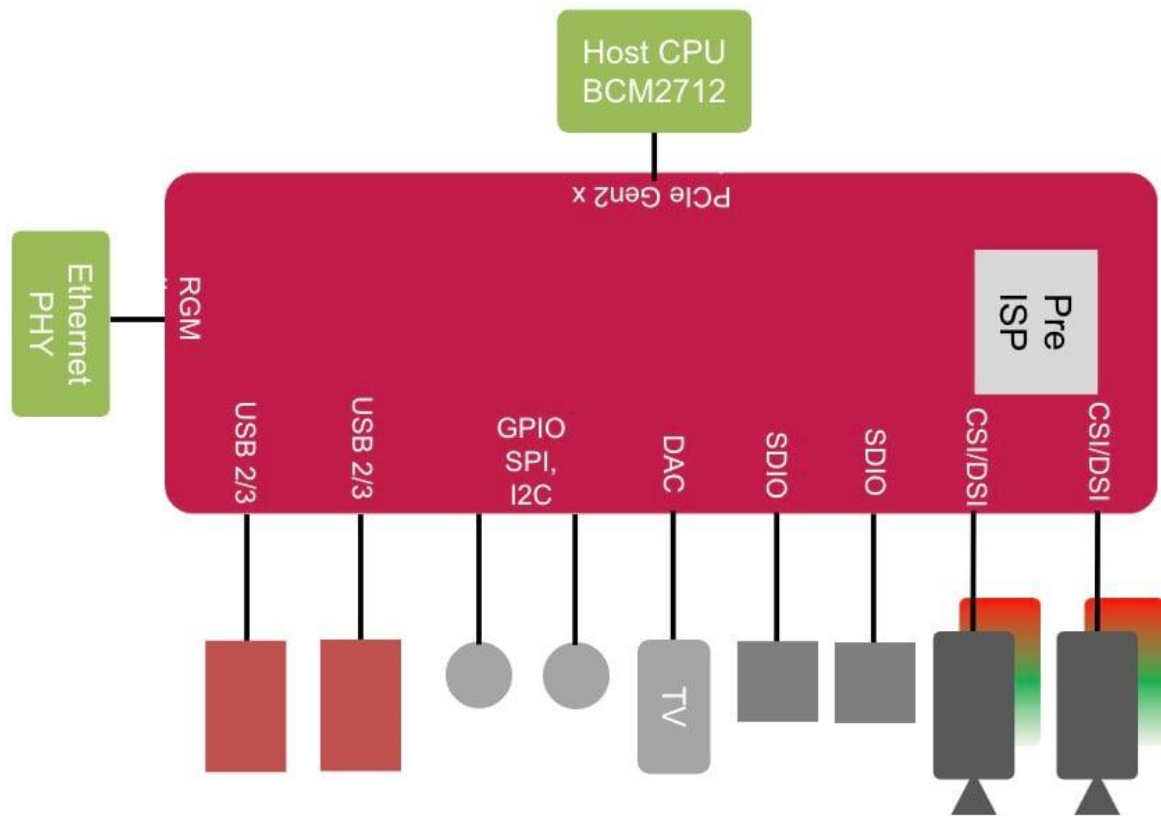 Host CPU
BCM2712
PCIe Gen2 x
Ethernet
PHY
RGM
Pre
ISP
USB 2/3
USB 2/3
GPIO
SPI,
I2C
DAC
SDIO
SDIO
CSI/DSI
CSI/DSI
TV